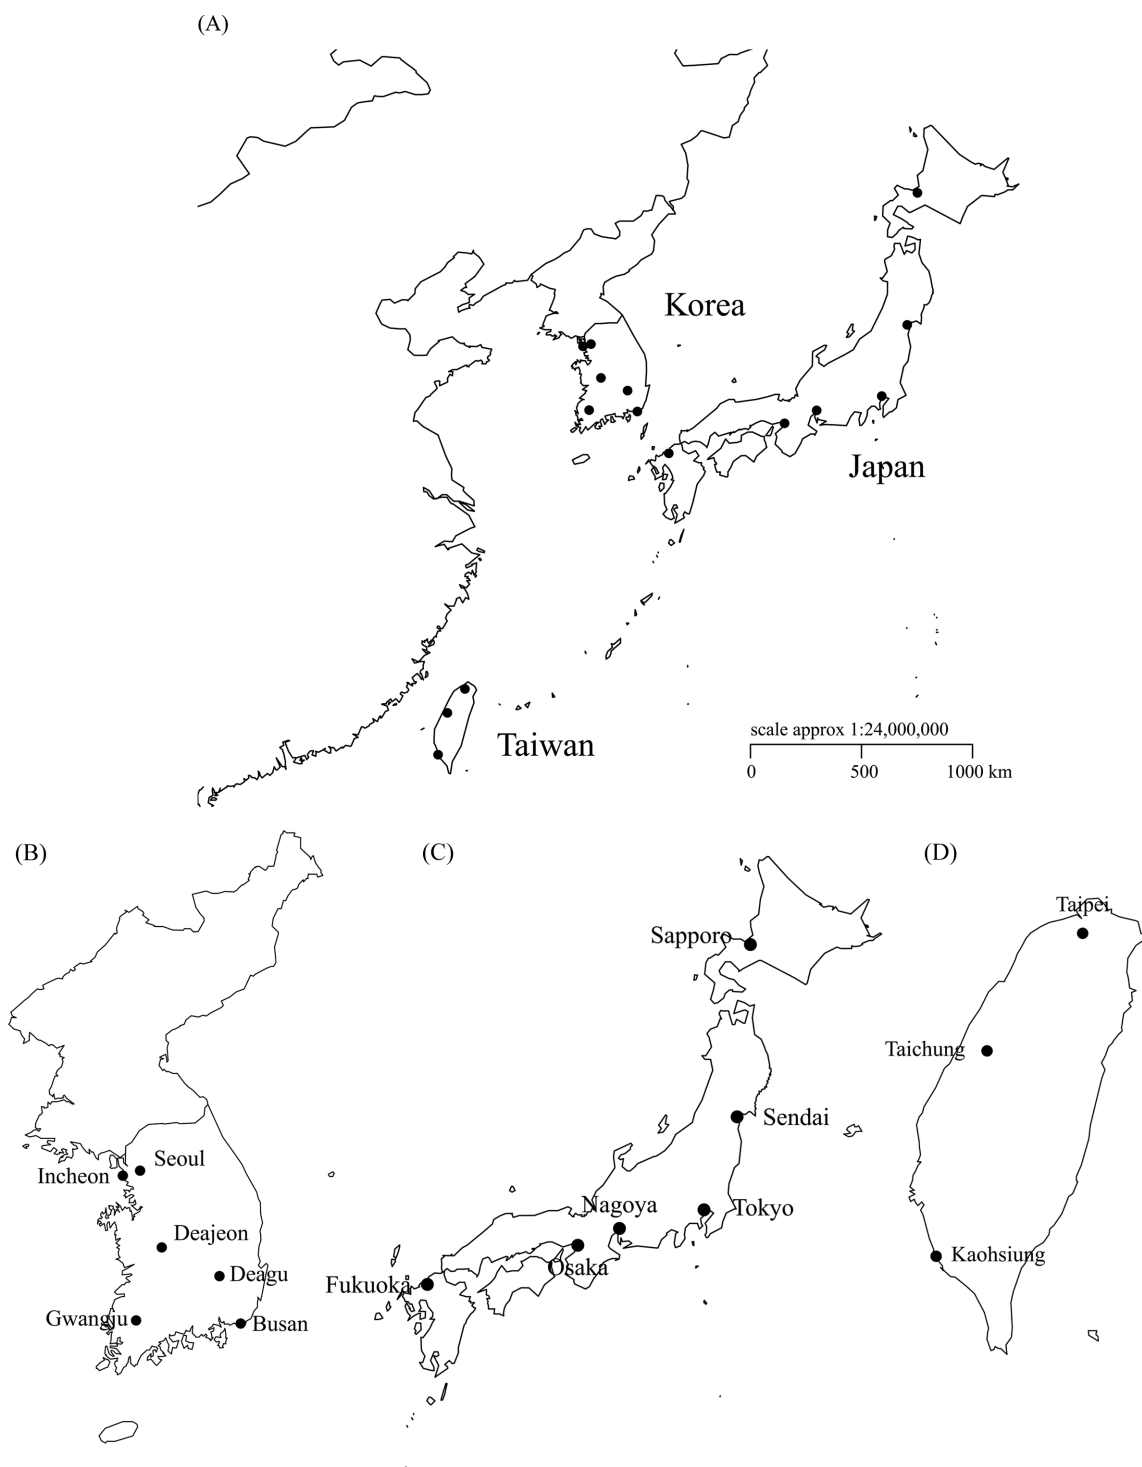 (A)
Korea
Japan
Taiwan
scale approx 1:24,000,000
0 500 1000 km
(B)
Incheon
Seoul
Deajeon
Deagu
Gwangju
Busan
(C)
Sapporo
Sendai
Nagoya
Tokyo
Osaka
Fukuoka
(D)
Taipei
Taichung
Kaohsiung